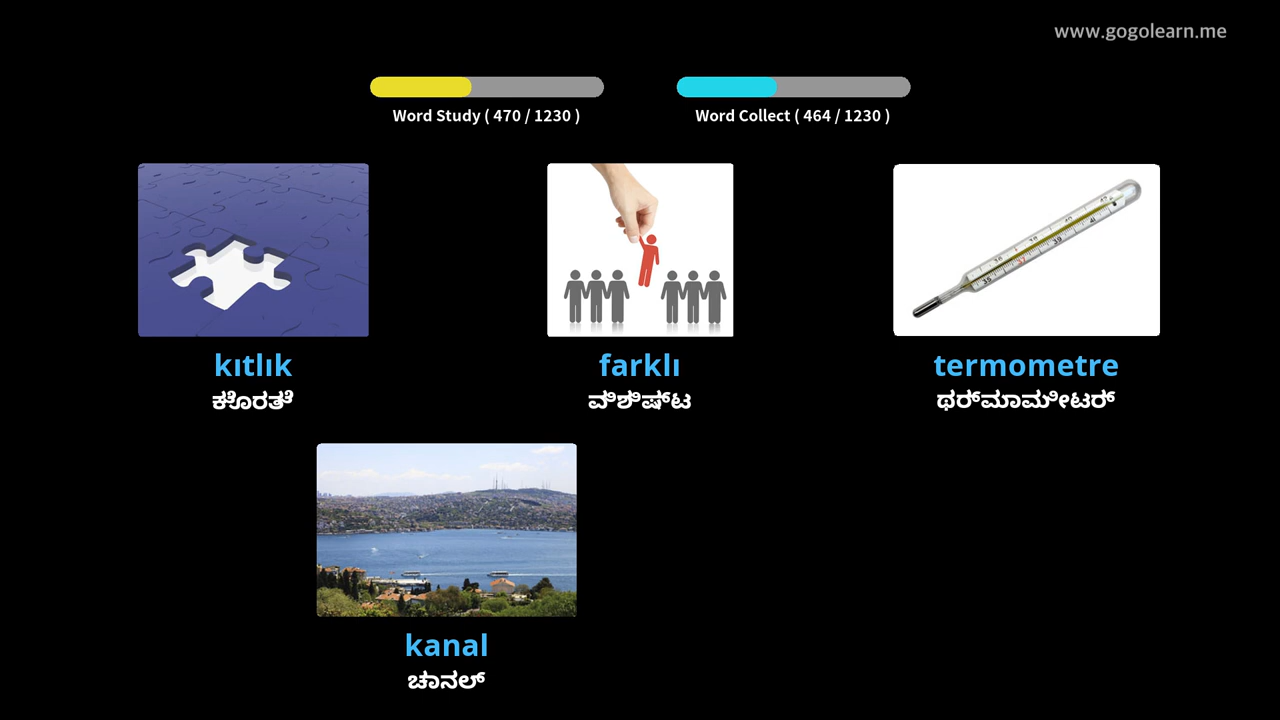 www.gogolearn.me
Word Study ( 470 / 1230 )
Word Collect ( 464 / 1230 )
kıtlık
ಕೊರತೆ
farklı
ವಿಶಿಷ್ಟ
termometre
ಥರ್ಮಾಮೀಟರ್
kanal
ಚಾನಲ್